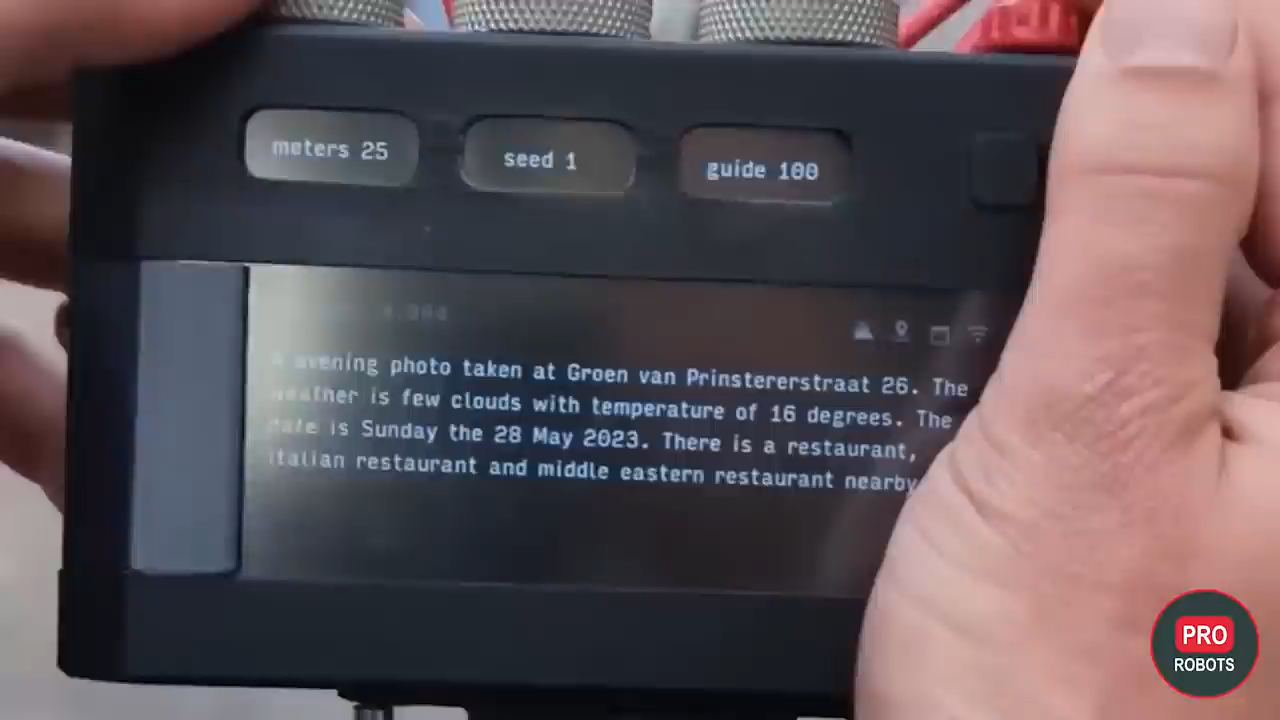 meters 25
seed 1
guide 100
evening photo taken at Groen van Prinstererstraat 26. The
weather is few clouds with temperature of 16 degrees. The
date is Sunday the 28 May 2023. There is a restaurant,
italian restaurant and middle eastern restaurant nearby
PRO
ROBOTS